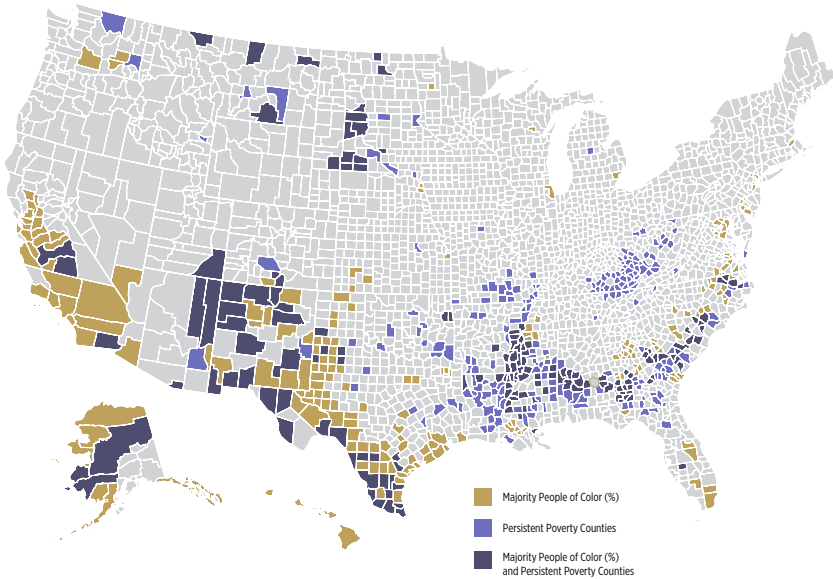 Majority People of Color (%)
Persistent Poverty Counties
Majority People of Color (%)
and Persistent Poverty Counties